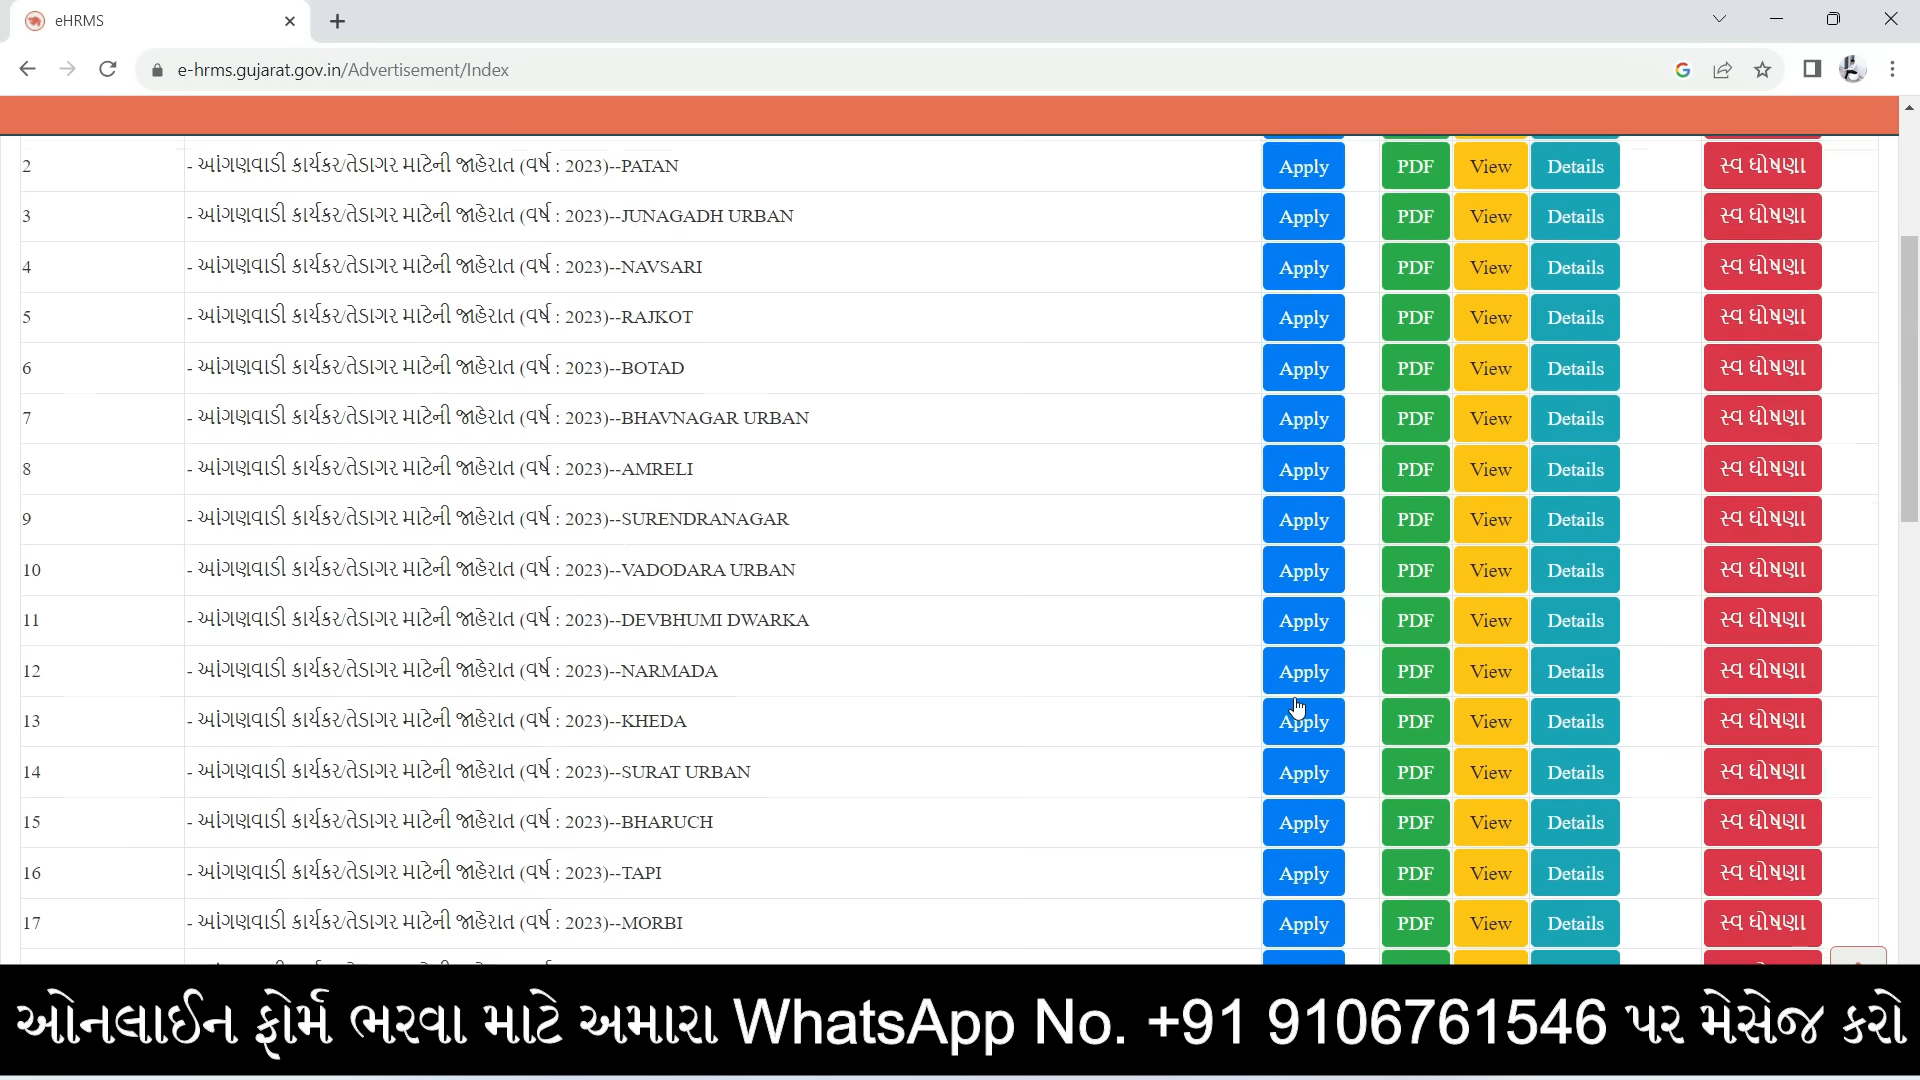 eHRMS
e-hrms.gujarat.gov.in/Advertisement/Index
2 - આંગણવાડી કાર્યકર/તેડાગર માટેની જાહેરાત (વર્ષ : 2023)--PATAN Apply PDF View Details સ્વ ઘોષણા
3 - આંગણવાડી કાર્યકર/તેડાગર માટેની જાહેરાત (વર્ષ : 2023)--JUNAGADH URBAN Apply PDF View Details સ્વ ઘોષણા
4 - આંગણવાડી કાર્યકર/તેડાગર માટેની જાહેરાત (વર્ષ : 2023)--NAVSARI Apply PDF View Details સ્વ ઘોષણા
5 - આંગણવાડી કાર્યકર/તેડાગર માટેની જાહેરાત (વર્ષ : 2023)--RAJKOT Apply PDF View Details સ્વ ઘોષણા
6 - આંગણવાડી કાર્યકર/તેડાગર માટેની જાહેરાત (વર્ષ : 2023)--BOTAD Apply PDF View Details સ્વ ઘોષણા
7 - આંગણવાડી કાર્યકર/તેડાગર માટેની જાહેરાત (વર્ષ : 2023)--BHAVNAGAR URBAN Apply PDF View Details સ્વ ઘોષણા
8 - આંગણવાડી કાર્યકર/તેડાગર માટેની જાહેરાત (વર્ષ : 2023)--AMRELI Apply PDF View Details સ્વ ઘોષણા
9 - આંગણવાડી કાર્યકર/તેડાગર માટેની જાહેરાત (વર્ષ : 2023)--SURENDRANAGAR Apply PDF View Details સ્વ ઘોષણા
10 - આંગણવાડી કાર્યકર/તેડાગર માટેની જાહેરાત (વર્ષ : 2023)--VADODARA URBAN Apply PDF View Details સ્વ ઘોષણા
11 - આંગણવાડી કાર્યકર/તેડાગર માટેની જાહેરાત (વર્ષ : 2023)--DEVBHUMI DWARKA Apply PDF View Details સ્વ ઘોષણા
12 - આંગણવાડી કાર્યકર/તેડાગર માટેની જાહેરાત (વર્ષ : 2023)--NARMADA Apply PDF View Details સ્વ ઘોષણા
13 - આંગણવાડી કાર્યકર/તેડાગર માટેની જાહેરાત (વર્ષ : 2023)--KHEDA Apply PDF View Details સ્વ ઘોષણા
14 - આંગણવાડી કાર્યકર/તેડાગર માટેની જાહેરાત (વર્ષ : 2023)--SURAT URBAN Apply PDF View Details સ્વ ઘોષણા
15 - આંગણવાડી કાર્યકર/તેડાગર માટેની જાહેરાત (વર્ષ : 2023)--BHARUCH Apply PDF View Details સ્વ ઘોષણા
16 - આંગણવાડી કાર્યકર/તેડાગર માટેની જાહેરાત (વર્ષ : 2023)--TAPI Apply PDF View Details સ્વ ઘોષણા
17 - આંગણવાડી કાર્યકર/તેડાગર માટેની જાહેરાત (વર્ષ : 2023)--MORBI Apply PDF View Details સ્વ ઘોષણા
ઓનલાઈન ફોર્મ ભરવા માટે અમારા WhatsApp No. +91 9106761546 પર મેસેજ કરો